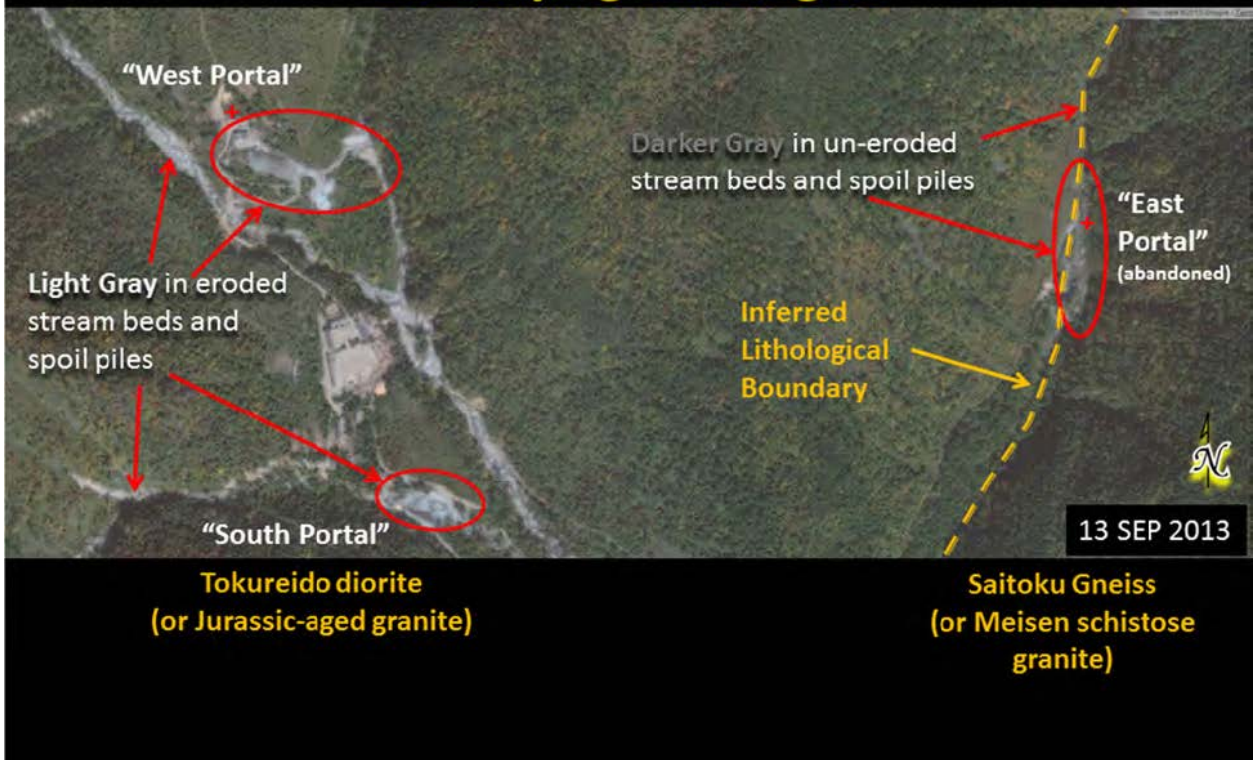 “West Portal”
Darker Gray in un-eroded
stream beds and spoil piles
“East
Portal”
(abandoned)
Light Gray in eroded
stream beds and
spoil piles
Inferred
Lithological
Boundary
N
“South Portal”
13 SEP 2013
Tokureido diorite
(or Jurassic-aged granite)
Saitoku Gneiss
(or Meisen schistose
granite)